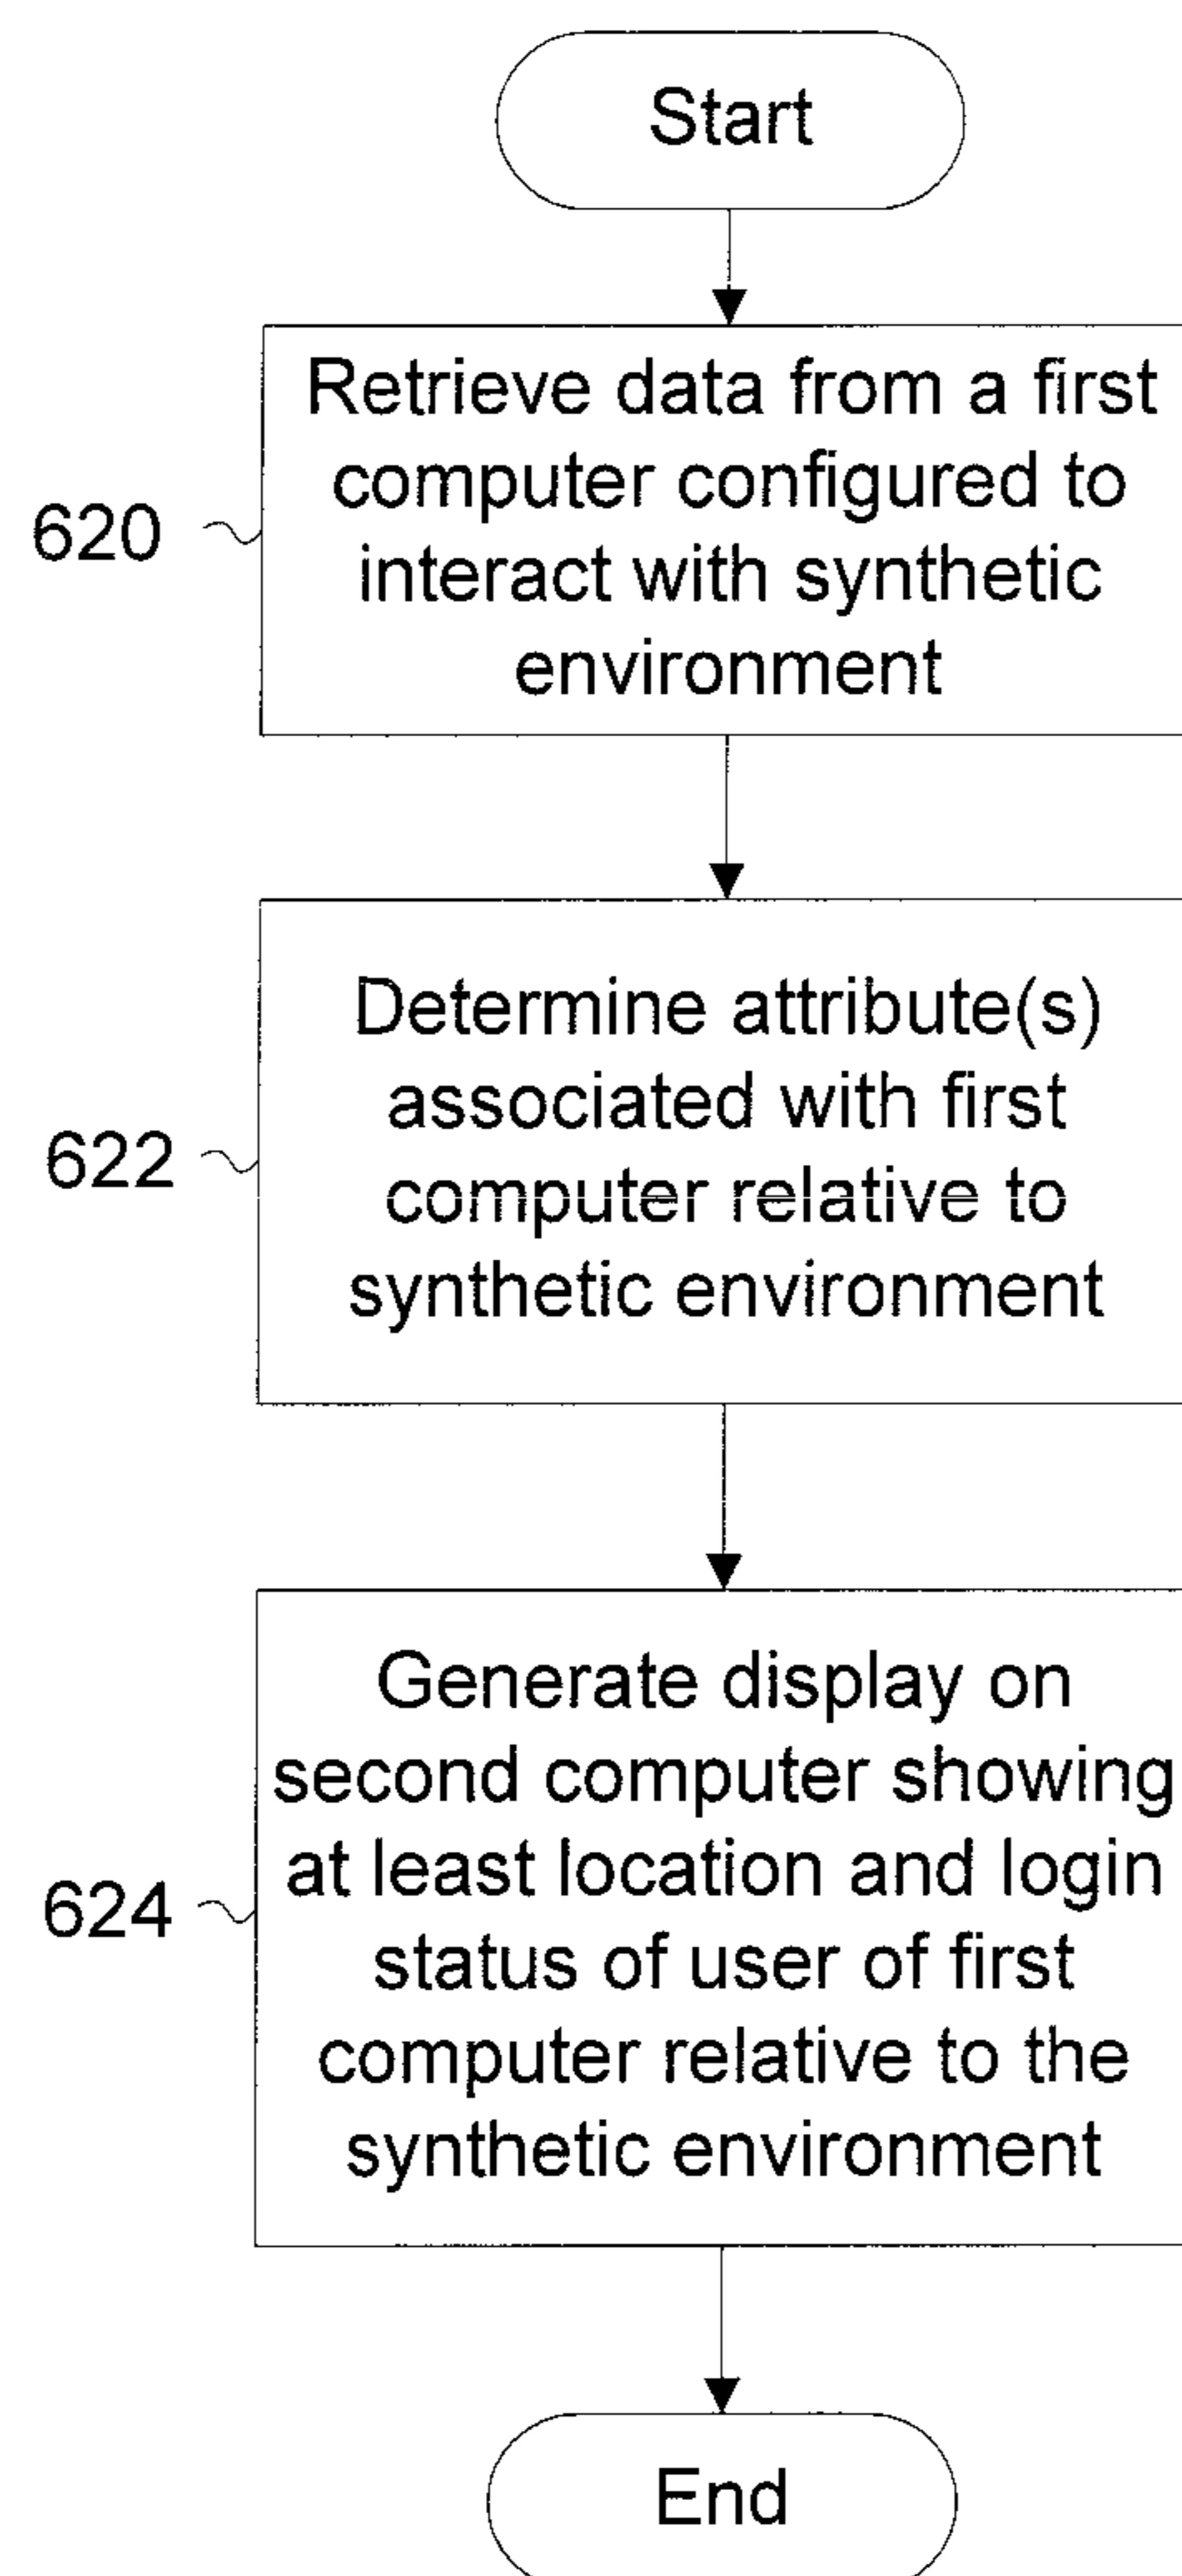 Start
Retrieve data from a first
computer configured to
interact with synthetic
environment
620
Determine attribute(s)
associated with first
computer relative to
synthetic environment
622
Generate display on
second computer showing
at least location and login
status of user of first
computer relative to the
synthetic environment
624
End